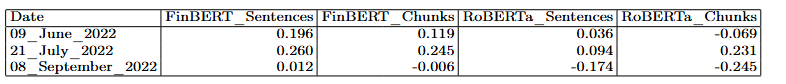 Date FinBERT_Sentences FinBERT_Chunks RoBERTa_Sentences RoBERTa_Chunks
09_June_2022 0.196 0.119 0.036 -0.069
21_July_2022 0.260 0.245 0.094 0.231
08_September_2022 0.012 -0.006 -0.174 -0.245